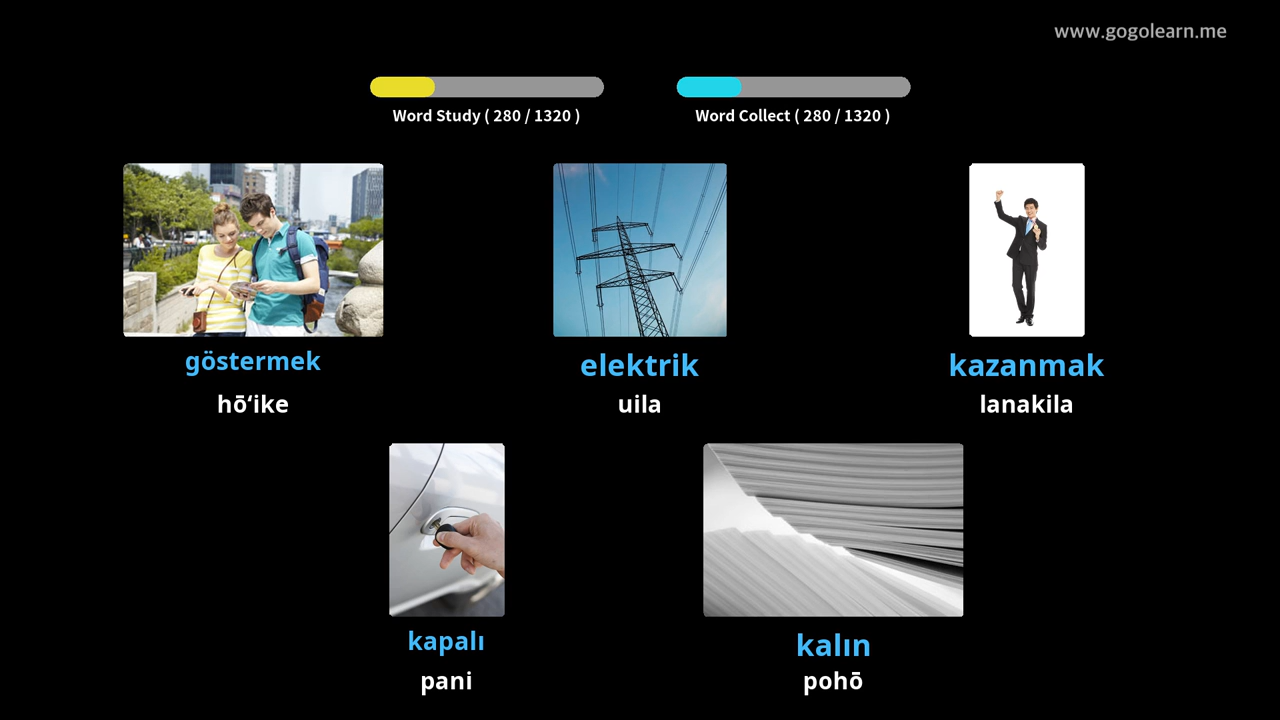 www.gogolearn.me
Word Study ( 280 / 1320 )
Word Collect ( 280 / 1320 )
göstermek
hōʻike
elektrik
uila
kazanmak
lanakila
kapalı
pani
kalın
pohō